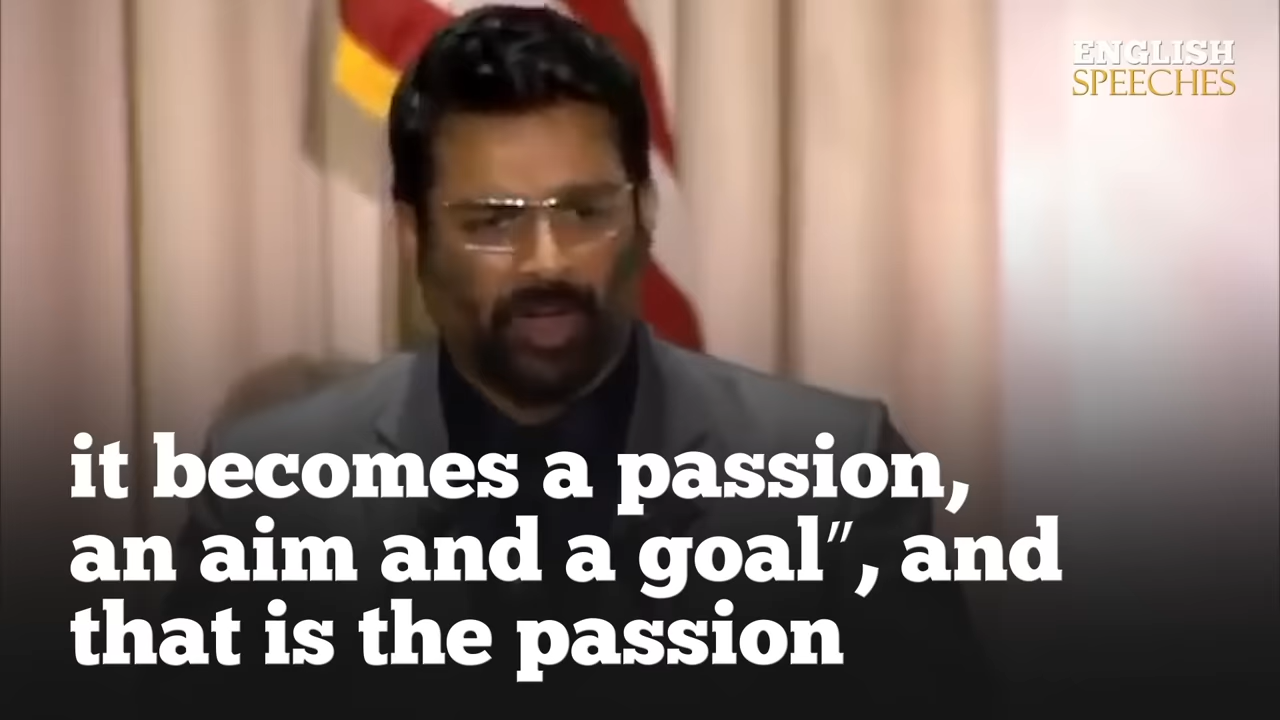 ENGLISH
SPEECHES
it becomes a passion,
an aim and a goal″, and
that is the passion